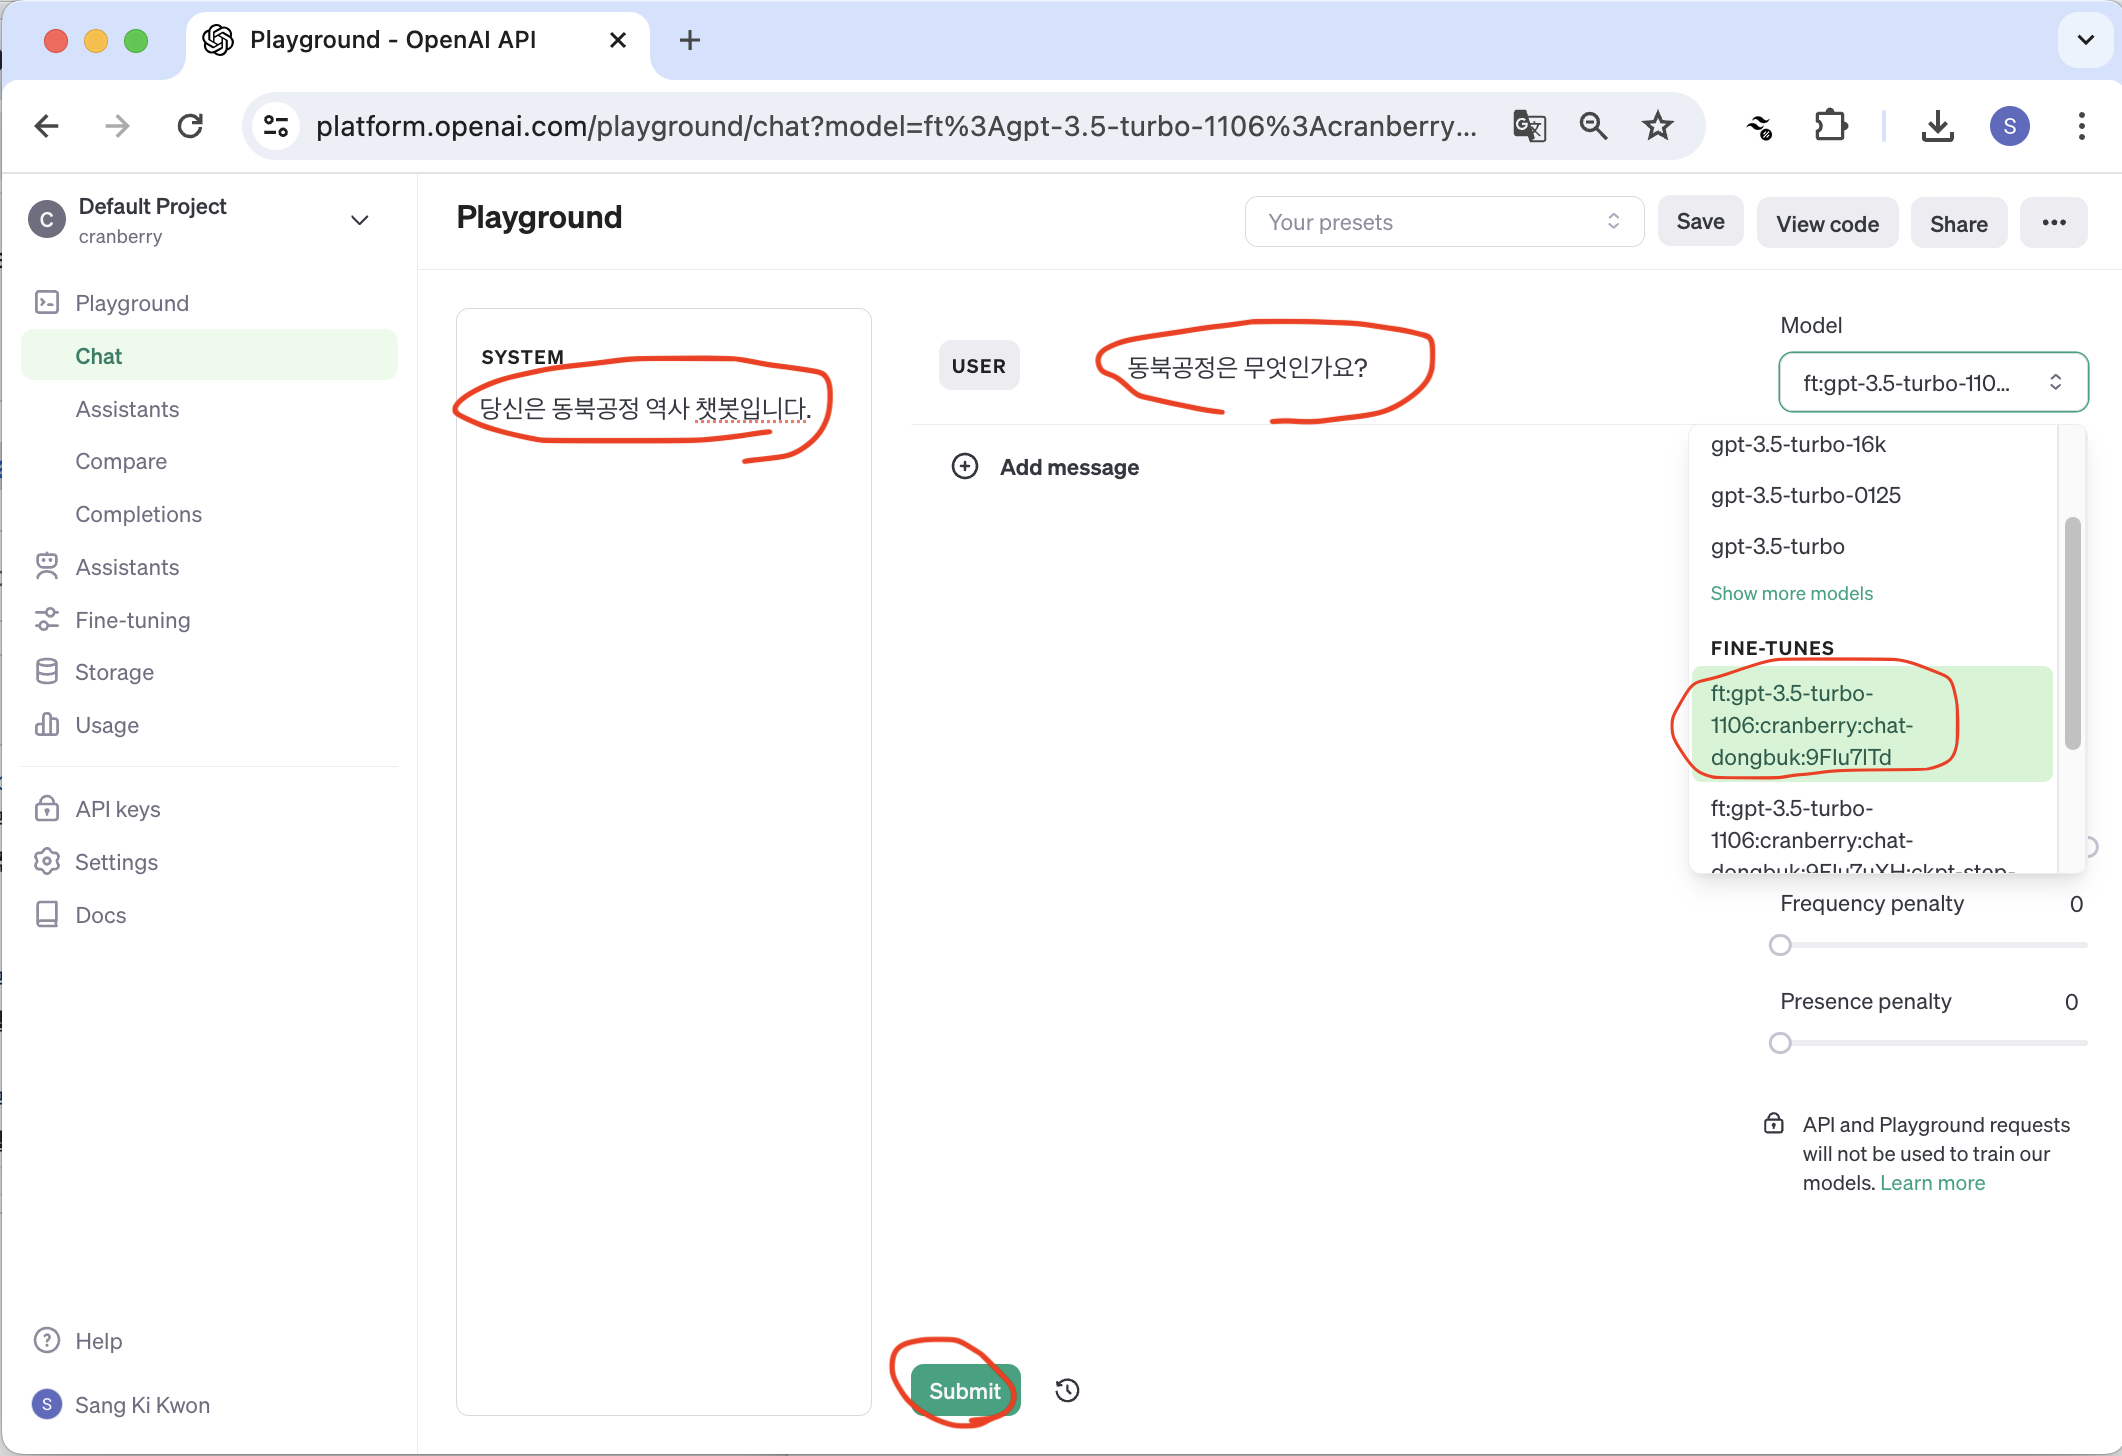 Playground - OpenAI API
platform.openai.com/playground/chat?model=ft%3Agpt-3.5-turbo-1106%3Acranberry...
S
C
Default Project
cranberry
Playground
Chat
Assistants
Compare
Completions
Assistants
Fine-tuning
Storage
Usage
API keys
Settings
Docs
Help
S
Sang Ki Kwon
Playground
Your presets
Save
View code
Share
SYSTEM
당신은 동북공정 역사 챗봇입니다.
USER
동북공정은 무엇인가요?
Add message
Submit
Model
ft:gpt-3.5-turbo-110...
gpt-3.5-turbo-16k
gpt-3.5-turbo-0125
gpt-3.5-turbo
Show more models
FINE-TUNES
ft:gpt-3.5-turbo-
1106:cranberry:chat-
dongbuk:9FIu7lTd
ft:gpt-3.5-turbo-
1106:cranberry:chat-
dongbuk:9FIu7uXH:ckpt-step-
Frequency penalty
0
Presence penalty
0
API and Playground requests
will not be used to train our
models. Learn more